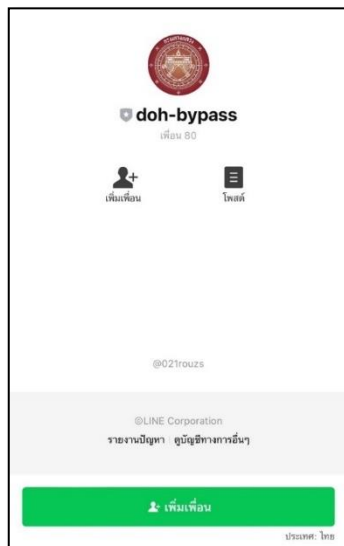 doh-bypass
เพื่อน 80
เพิ่มเพื่อน
โพสต์
@021rouzs
©LINE Corporation
รายงานปัญหา | ดูบัญชีทางการอื่นๆ
เพิ่มเพื่อน
ประเทศ: ไทย